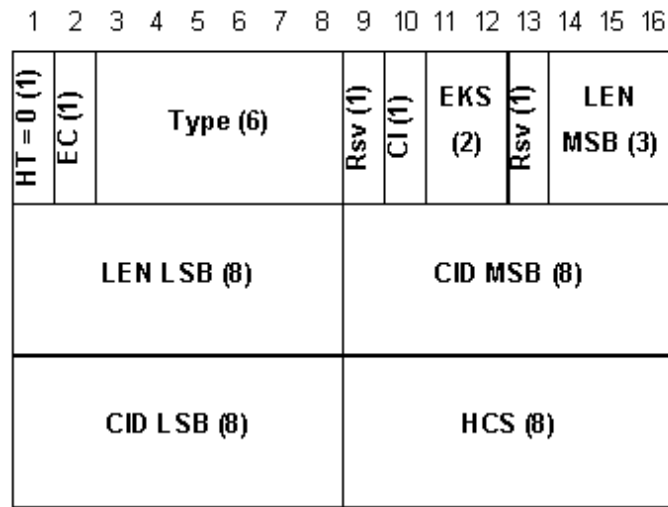 1 2 3 4 5 6 7 8 9 10 11 12 13 14 15 16
HT = 0 (1)
EC (1)
Type (6)
Rsv (1)
CI (1)
EKS
(2)
Rsv (1)
LEN
MSB (3)
LEN LSB (8)
CID MSB (8)
CID LSB (8)
HCS (8)